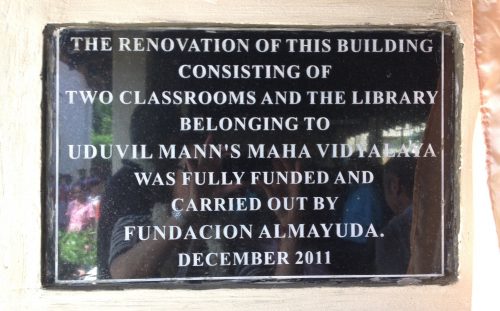 THE RENOVATION OF THIS BUILDING
CONSISTING OF
TWO CLASSROOMS AND THE LIBRARY
BELONGING TO
UDUVIL MANN'S MAHA VIDYALAYA
WAS FULLY FUNDED AND
CARRIED OUT BY
FUNDACION ALMAYUDA.
DECEMBER 2011